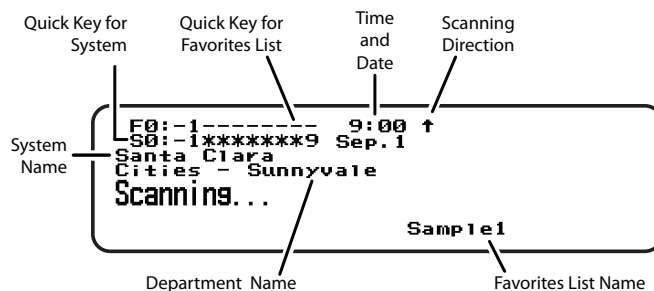 Quick Key for System
Quick Key for Favorites List
Time and Date
Scanning Direction
F0:-1-------- 9:00 ↑
S0:-1*******9 Sep.1
System Name
Santa Clara
Cities - Sunnyvale
Scanning...
Sample1
Department Name
Favorites List Name